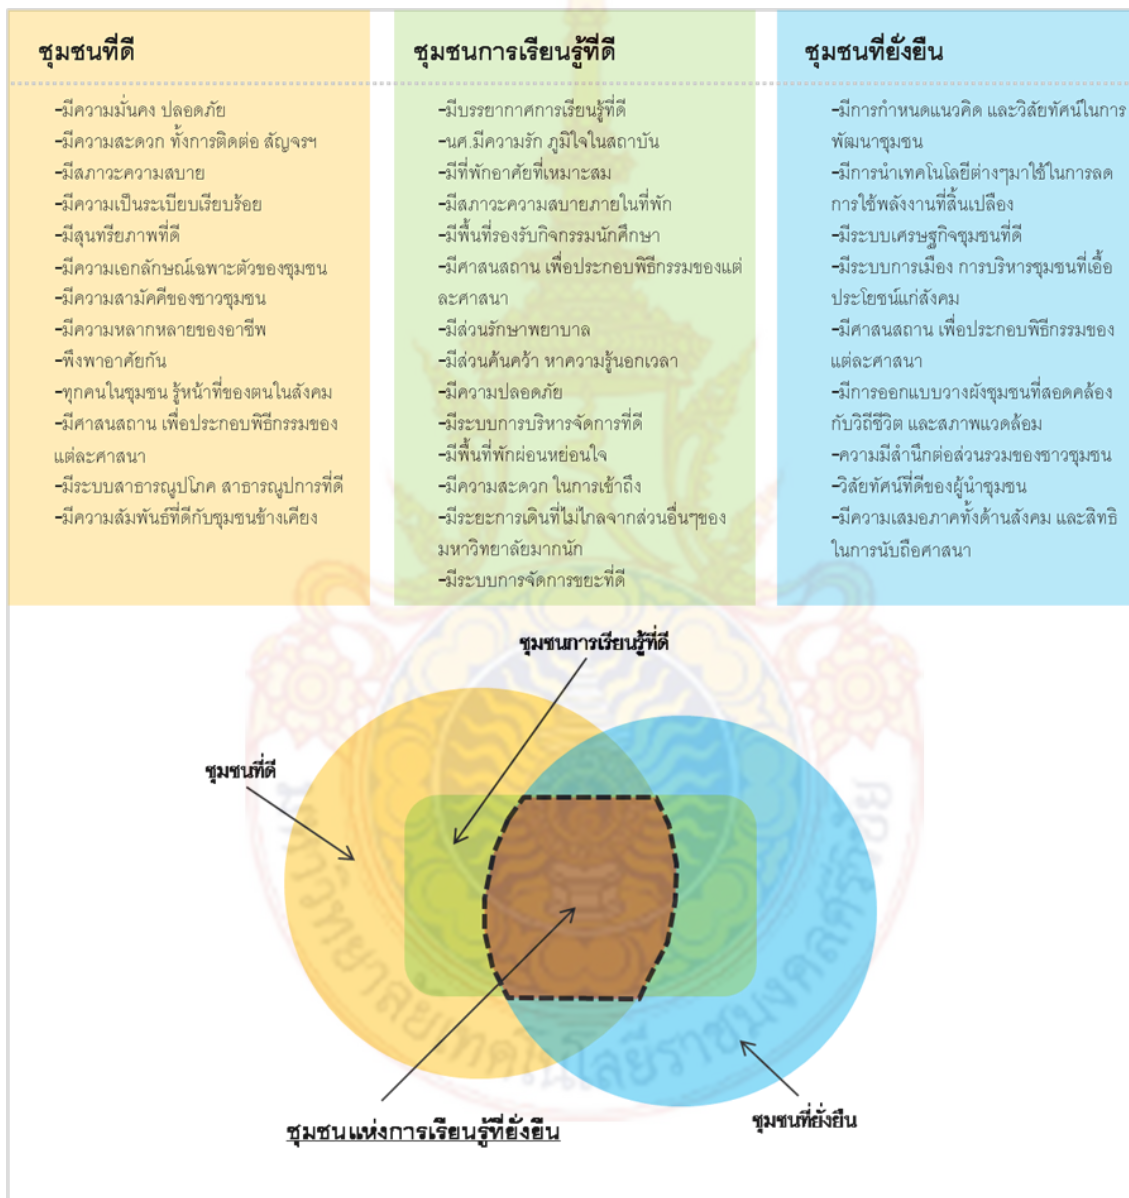 ชุมชนที่ดี
-มีความมั่นคง ปลอดภัย
-มีความสะดวก ทั้งการติดต่อ สัญจรฯ
-มีสภาวะความสบาย
-มีความเป็นระเบียบเรียบร้อย
-มีสุนทรียภาพที่ดี
-มีความเอกลักษณ์เฉพาะตัวของชุมชน
-มีความสามัคคีของชาวชุมชน
-มีความหลากหลายของอาชีพ
-พึงพาอาศัยกัน
-ทุกคนในชุมชน รู้หน้าที่ของตนในสังคม
-มีศาสนสถาน เพื่อประกอบพิธีกรรมของ
แต่ละศาสนา
-มีระบบสาธารณูปโภค สาธารณูปการที่ดี
-มีความสัมพันธ์ที่ดีกับชุมชนข้างเคียง
ชุมชนการเรียนรู้ที่ดี
-มีบรรยากาศการเรียนรู้ที่ดี
-นศ.มีความรัก ภูมิใจในสถาบัน
-มีที่พักอาศัยที่เหมาะสม
-มีสภาวะความสบายภายในที่พัก
-มีพื้นที่รองรับกิจกรรมนักศึกษา
-มีศาสนสถาน เพื่อประกอบพิธีกรรมของแต่
ละศาสนา
-มีส่วนรักษาพยาบาล
-มีส่วนค้นคว้า หาความรู้นอกเวลา
-มีความปลอดภัย
-มีระบบการบริหารจัดการที่ดี
-มีพื้นที่พักผ่อนหย่อนใจ
-มีความสะดวก ในการเข้าถึง
-มีระยะการเดินที่ไม่ไกลจากส่วนอื่นๆของ
มหาวิทยาลัยมากนัก
-มีระบบการจัดการขยะที่ดี
ชุมชนที่ยั่งยืน
-มีการกำหนดแนวคิด และวิสัยทัศน์ในการ
พัฒนาชุมชน
-มีการนำเทคโนโลยีต่างๆมาใช้ในการลด
การใช้พลังงานที่สิ้นเปลือง
-มีระบบเศรษฐกิจชุมชนที่ดี
-มีระบบการเมือง การบริหารชุมชนที่เอื้อ
ประโยชน์แก่สังคม
-มีศาสนสถาน เพื่อประกอบพิธีกรรมของ
แต่ละศาสนา
-มีการออกแบบวางผังชุมชนที่สอดคล้อง
กับวิถีชีวิต และสภาพแวดล้อม
-ความมีสำนึกต่อส่วนรวมของชาวชุมชน
-วิสัยทัศน์ที่ดีของผู้นำชุมชน
-มีความเสมอภาคทั้งด้านสังคม และสิทธิ
ในการนับถือศาสนา
ชุมชนการเรียนรู้ที่ดี
ชุมชนที่ดี
มหาวิทยาลัยเทคโนโลยีราชมงคลศรีวิชัย
ชุมชนที่ยั่งยืน
ชุมชนแห่งการเรียนรู้ที่ยั่งยืน